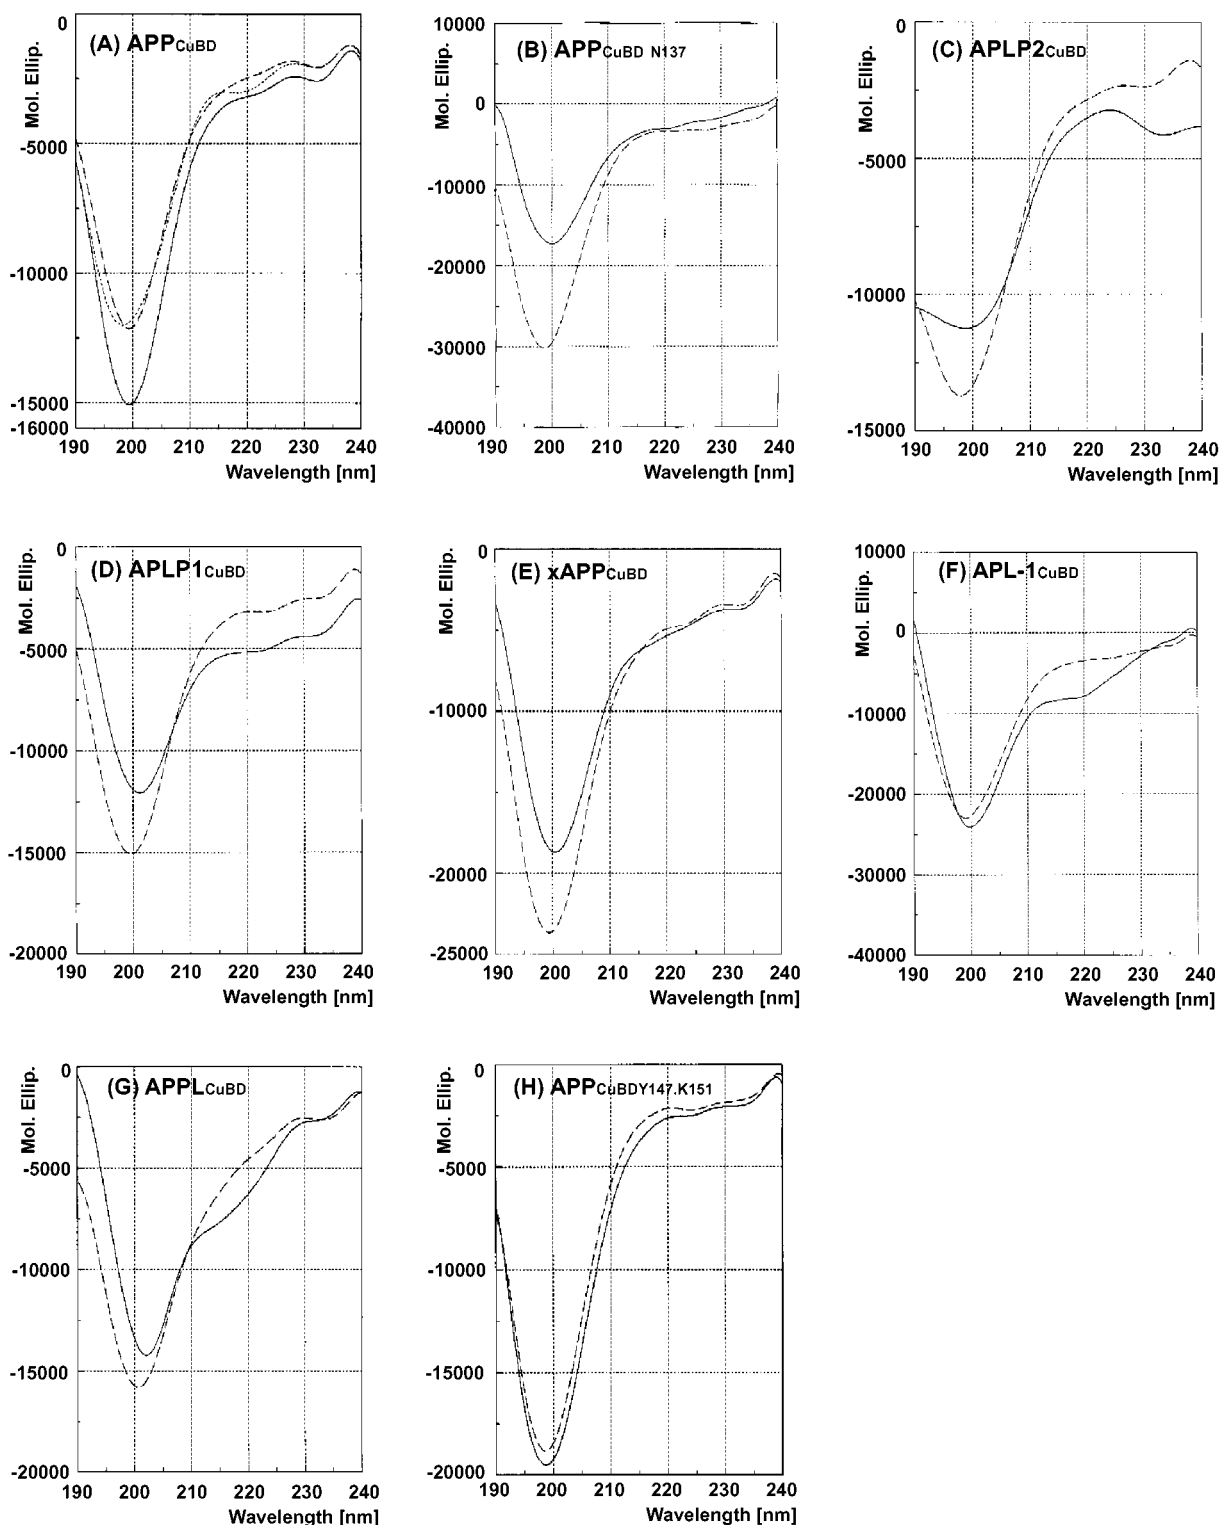 (A) APPCuBD
Mol. Ellip.
0
-5000
-10000
-15000
-16000
190 200 210 220 230 240
Wavelength [nm]
(B) APPCuBD N137
Mol. Ellip.
10000
0
-10000
-20000
-30000
-40000
190 200 210 220 230 240
Wavelength [nm]
(C) APLP2CuBD
Mol. Ellip.
0
-5000
-10000
-15000
190 200 210 220 230 240
Wavelength [nm]
(D) APLP1CuBD
Mol. Ellip.
0
-5000
-10000
-15000
-20000
190 200 210 220 230 240
Wavelength [nm]
(E) xAPPCuBD
Mol. Ellip.
0
-10000
-20000
-25000
190 200 210 220 230 240
Wavelength [nm]
(F) APL-1CuBD
Mol. Ellip.
10000
0
-10000
-20000
-30000
-40000
190 200 210 220 230 240
Wavelength [nm]
(G) APPLCuBD
Mol. Ellip.
0
-5000
-10000
-15000
-20000
190 200 210 220 230 240
Wavelength [nm]
(H) APPCuBDY147.K151
Mol. Ellip.
0
-5000
-10000
-15000
-20000
190 200 210 220 230 240
Wavelength [nm]